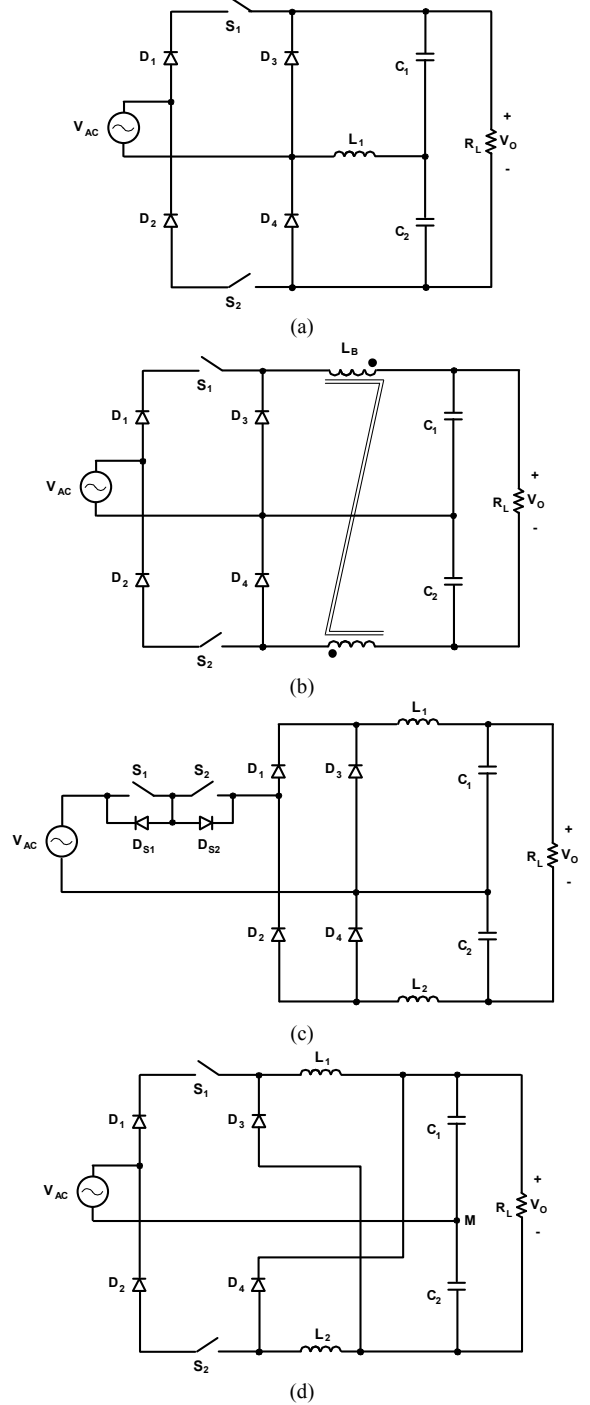 S1
D1
D3
C1
VAC
L1
+
RL VO
-
D2
D4
C2
S2
(a)
LB
S1
D1
D3
C1
VAC
+
RL VO
-
D2
D4
C2
S2
(b)
L1
S1
S2
D1
D3
C1
VAC
DS1
DS2
+
RL VO
-
D2
D4
C2
L2
(c)
L1
S1
D1
D3
C1
VAC
+
M
RL VO
-
D2
D4
C2
L2
S2
(d)